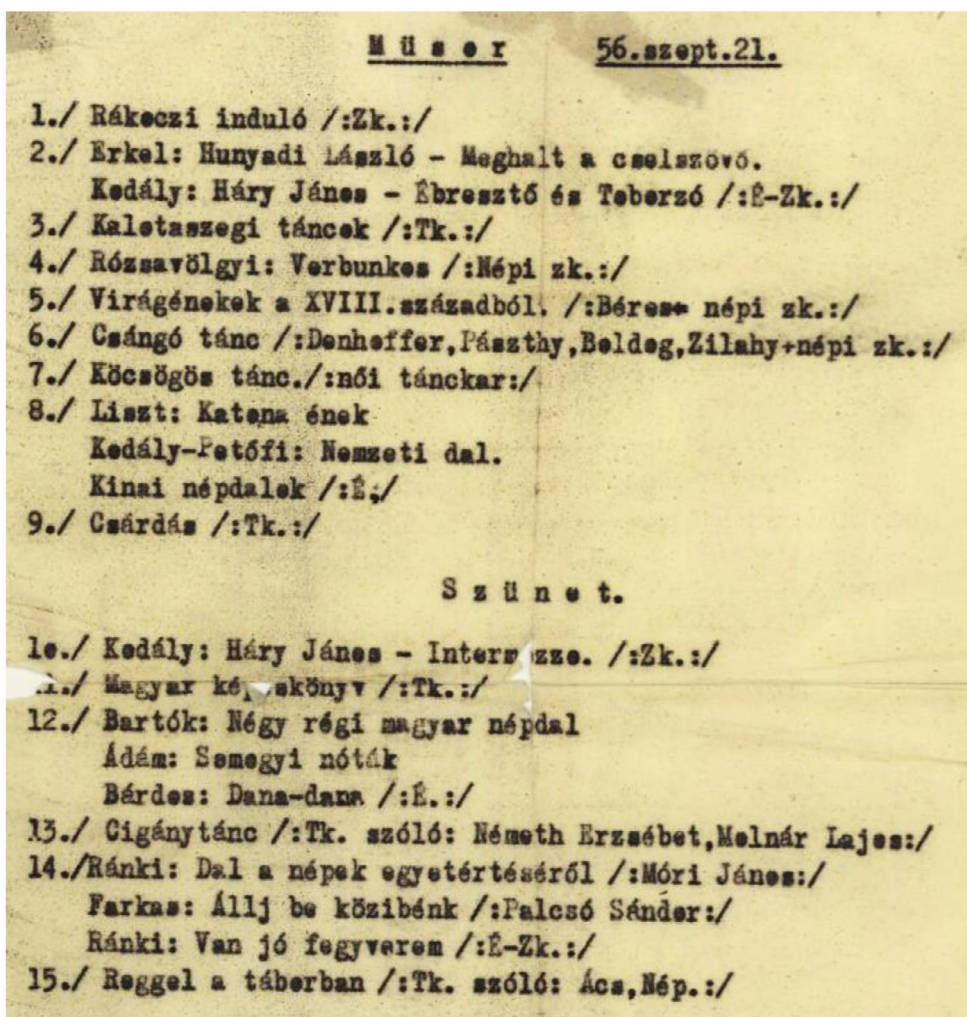 M ü s o r 56.szept.21.
1./ Rákoczi induló /:Zk.:/
2./ Erkel: Hunyadi László - Meghalt a cselszövő.
Kodály: Háry János - Ébresztő és Toborzó /:É-Zk.:/
3./ Kalotaszegi táncok /:Tk.:/
4./ Rózsavölgyi: Verbunkos /:Népi zk.:/
5./ Virágénekek a XVIII.századból. /:Béres+ népi zk.:/
6./ Csángó tánc /:Donhoffer,Pászthy,Boldog,Zilahy+népi zk.:/
7./ Köcsögös tánc./:női tánckar:/
8./ Liszt: Katona ének
Kodály-Petőfi: Nemzeti dal.
Kinai népdalok /:É./
9./ Csárdás /:Tk.:/
S z ü n e t.
1o./ Kodály: Háry János - Intermezzo. /:Zk.:/
11./ Magyar képeskönyv /:Tk.:/
12./ Bartók: Négy régi magyar népdal
Ádám: Somogyi nóták
Bárdos: Dana-dana /:É.:/
13./ Cigánytánc /:Tk. szóló: Németh Erzsébet,Molnár Lajos:/
14./Ránki: Dal a népek egyetértéséről /:Móri János:/
Farkas: Állj be közibénk /:Palcsó Sándor:/
Ránki: Van jó fegyverem /:É-Zk.:/
15./ Reggel a táborban /:Tk. szóló: Ács,Nép.:/